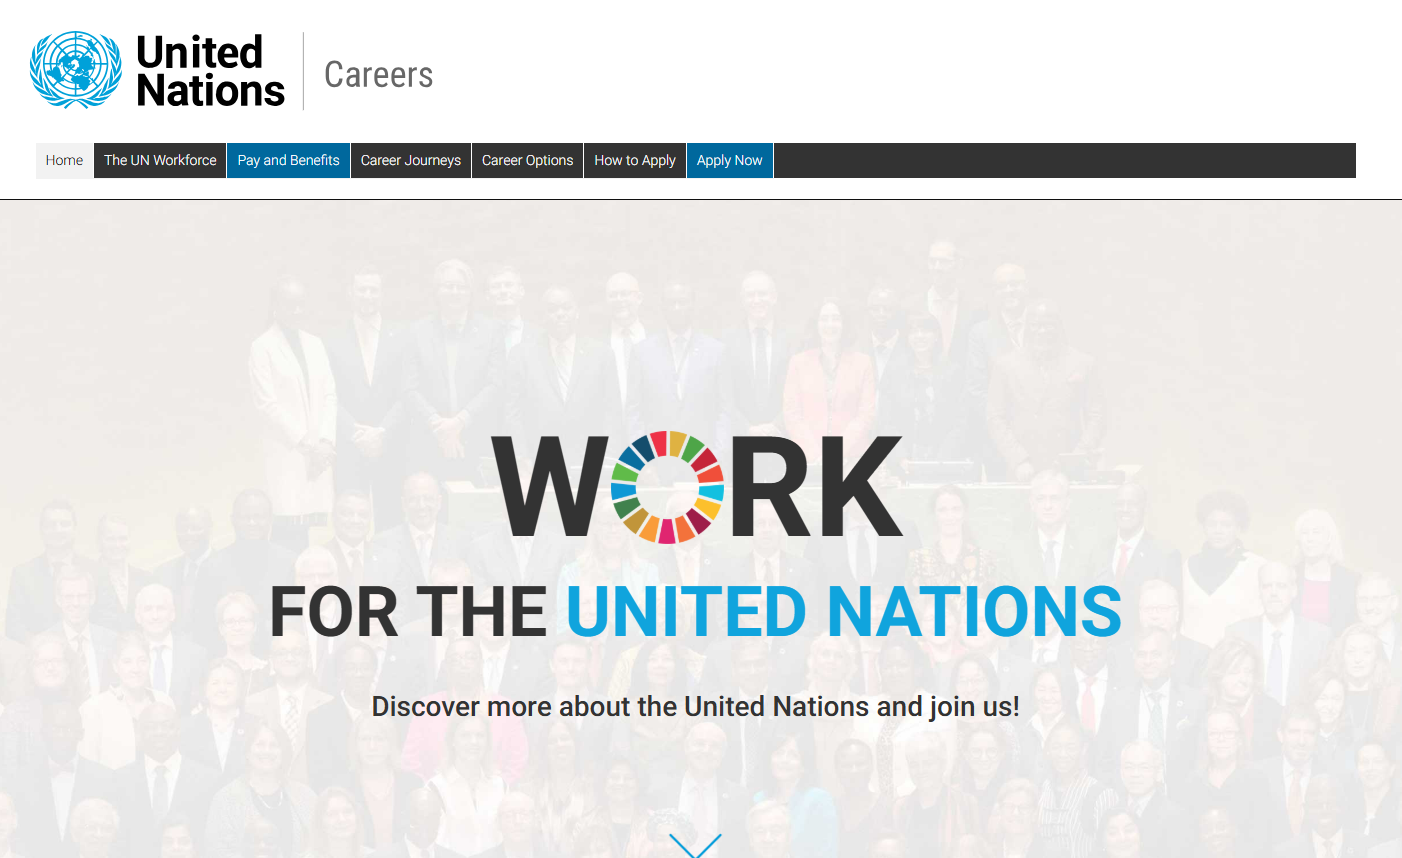 United
Nations
Careers
Home
The UN Workforce
Pay and Benefits
Career Journeys
Career Options
How to Apply
Apply Now
WORK
FOR THE UNITED NATIONS
Discover more about the United Nations and join us!